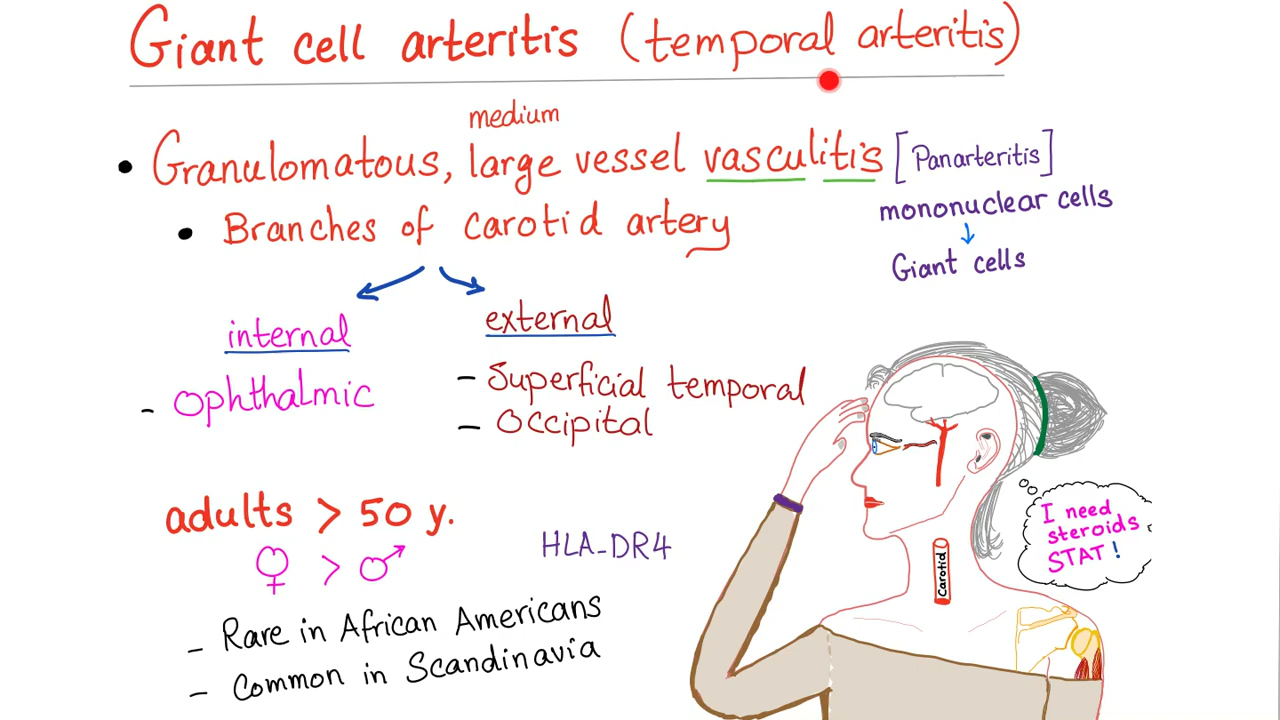 Giant cell arteritis (temporal arteritis)
medium
• Granulomatous, large vessel vasculitis [Panarteritis]
mononuclear cells
↓
Giant cells
• Branches of carotid artery
internal
- Ophthalmic
external
- Superficial temporal
- Occipital
adults > 50 y.
♀ > ♂
HLA-DR4
- Rare in African Americans
- Common in Scandinavia
Carotid
I need
steroids
STAT!